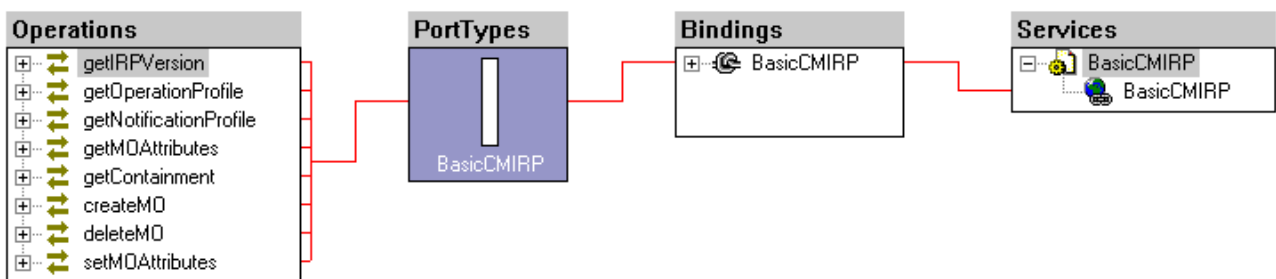 Operations
getIRPVersion
getOperationProfile
getNotificationProfile
getMOAttributes
getContainment
createMO
deleteMO
setMOAttributes
PortTypes
BasicCMIRP
Bindings
BasicCMIRP
Services
BasicCMIRP
BasicCMIRP